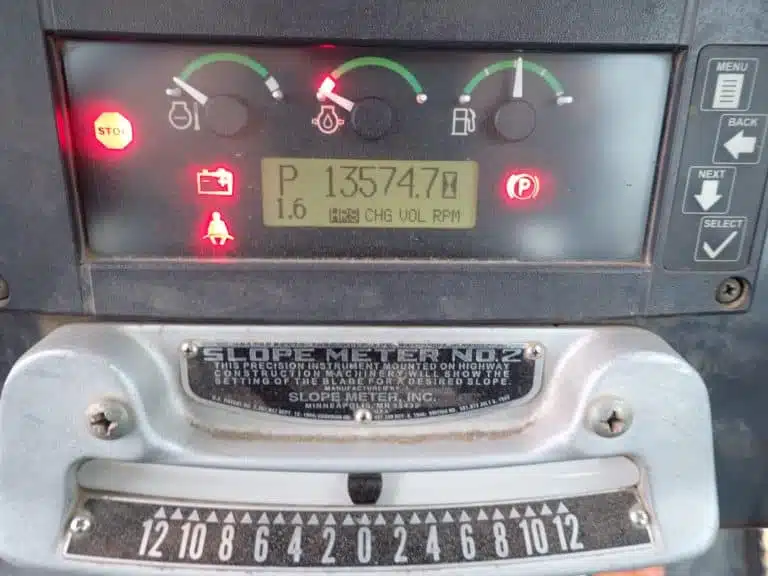 MENU
BACK
NEXT
SELECT
STOP
P 13574.7
1.6 HRS CHG VOL RPM
SLOPE METER NO.2
THIS PRECISION INSTRUMENT MOUNTED ON HIGHWAY
CONSTRUCTION MACHINERY WILL SHOW THE
SETTING OF THE BLADE FOR A DESIRED SLOPE.
MANUFACTURED BY
SLOPE METER, INC.
MINNEAPOLIS, MN
12 10 8 6 4 2 0 2 4 6 8 10 12